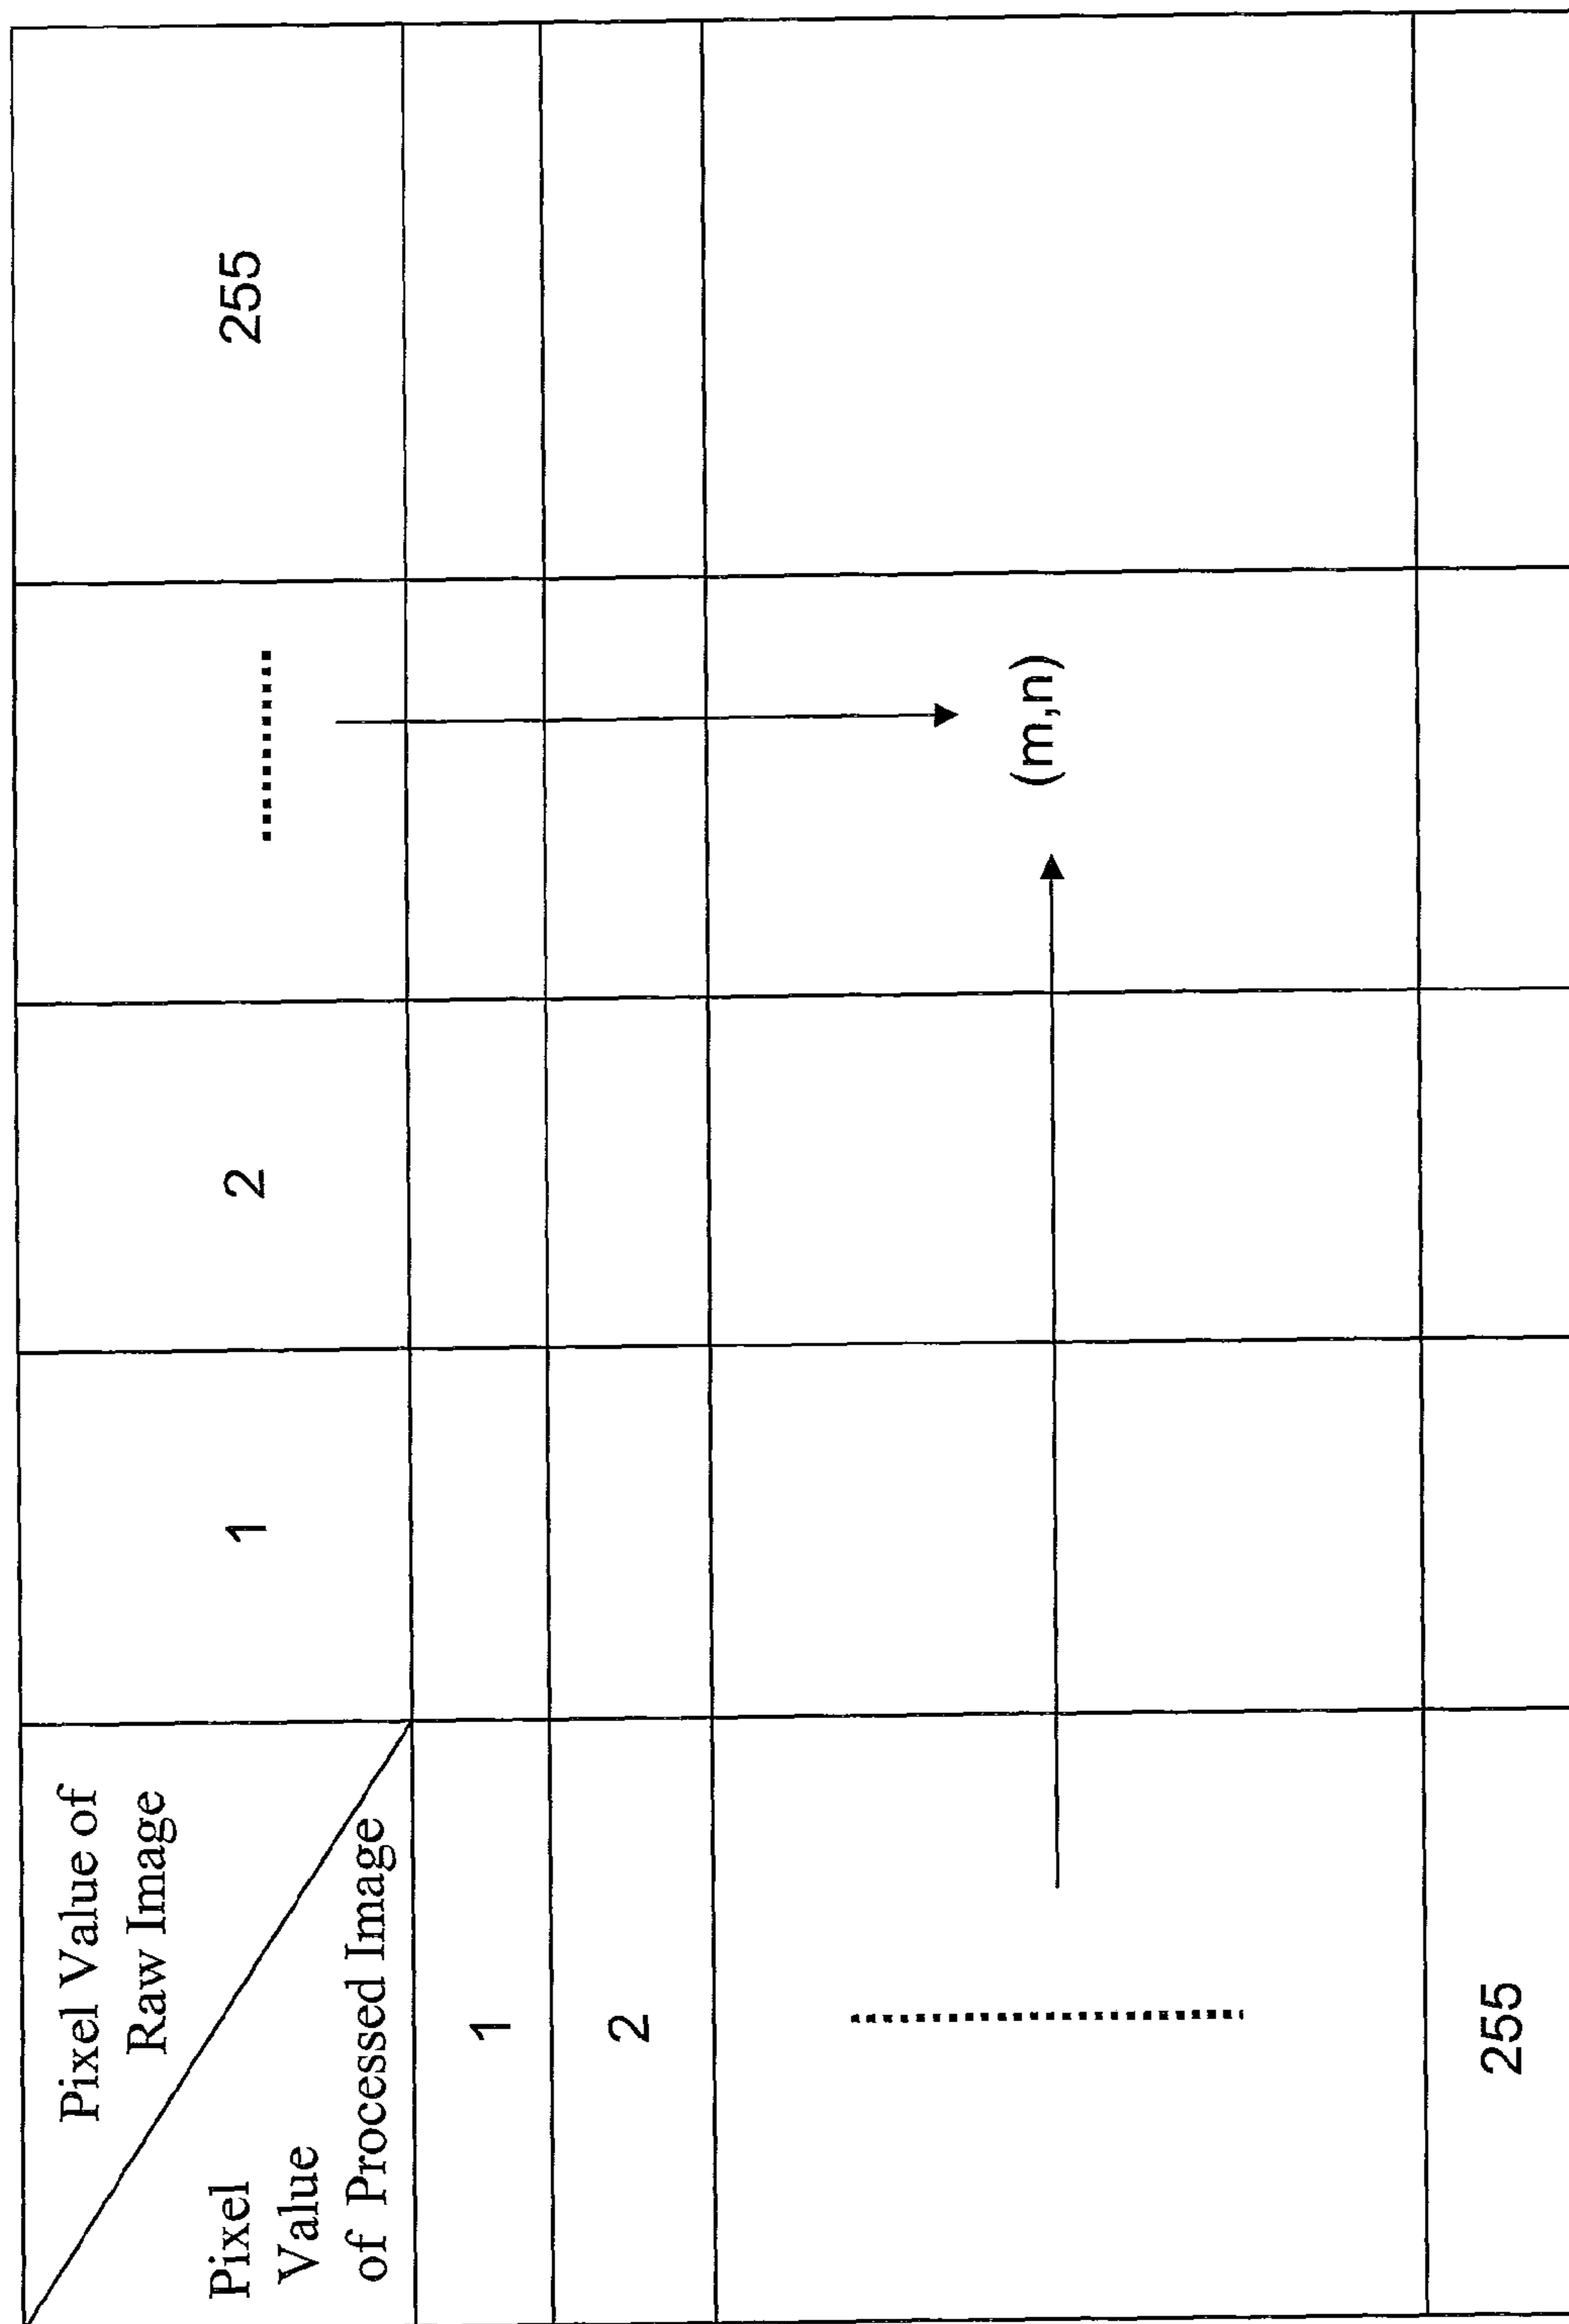 Pixel Value of
Raw Image
Pixel
Value
of Processed Image
1
2
............
255
1
2
........................
255
(m,n)